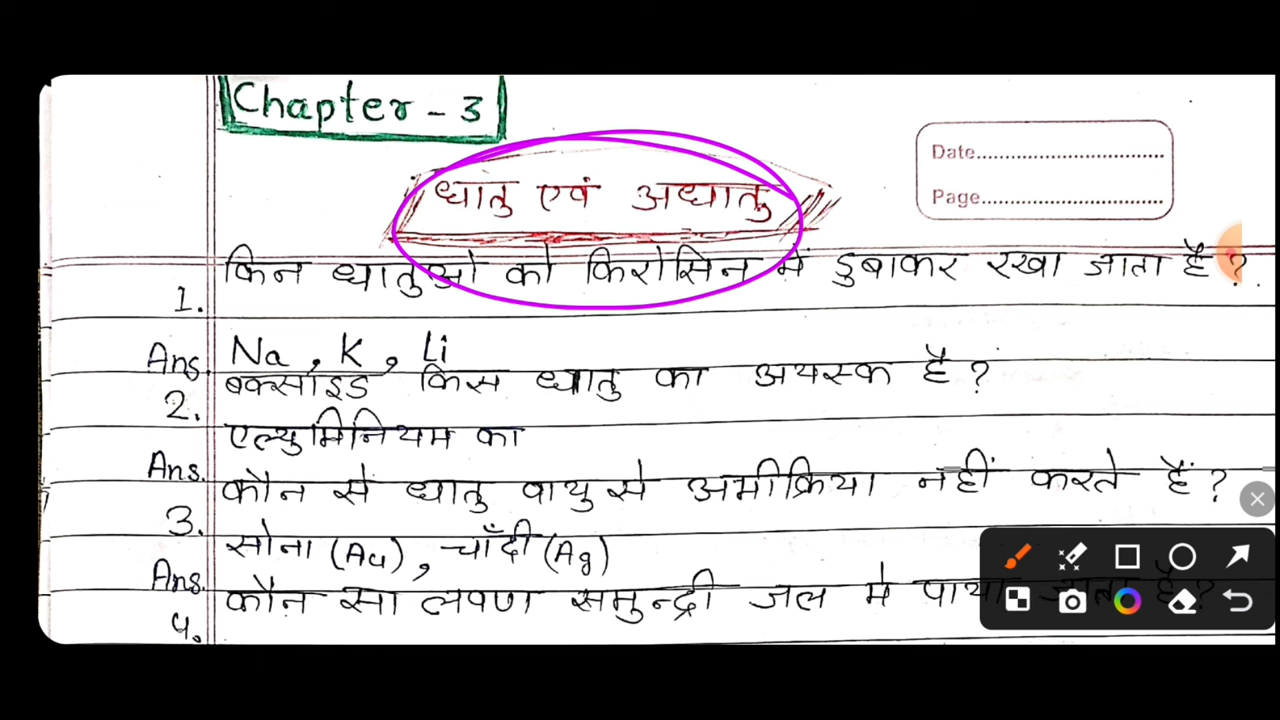 Chapter - 3
Date
Page
धातु एवं अधातु
1. किन धातुओ को किरोसिन में डुबाकर रखा जाता है ?
Ans. Na , K , Li
2. बक्साइड किस धातु का अयस्क है ?
Ans. एल्युमिनियम का
3. कौन से धातु वायु से अभीक्रिया नहीं करते हैं ?
Ans. सोना (Au) , चाँदी (Ag)
4. कौन सा लवण समुन्द्री जल मे पाया जाता है ?